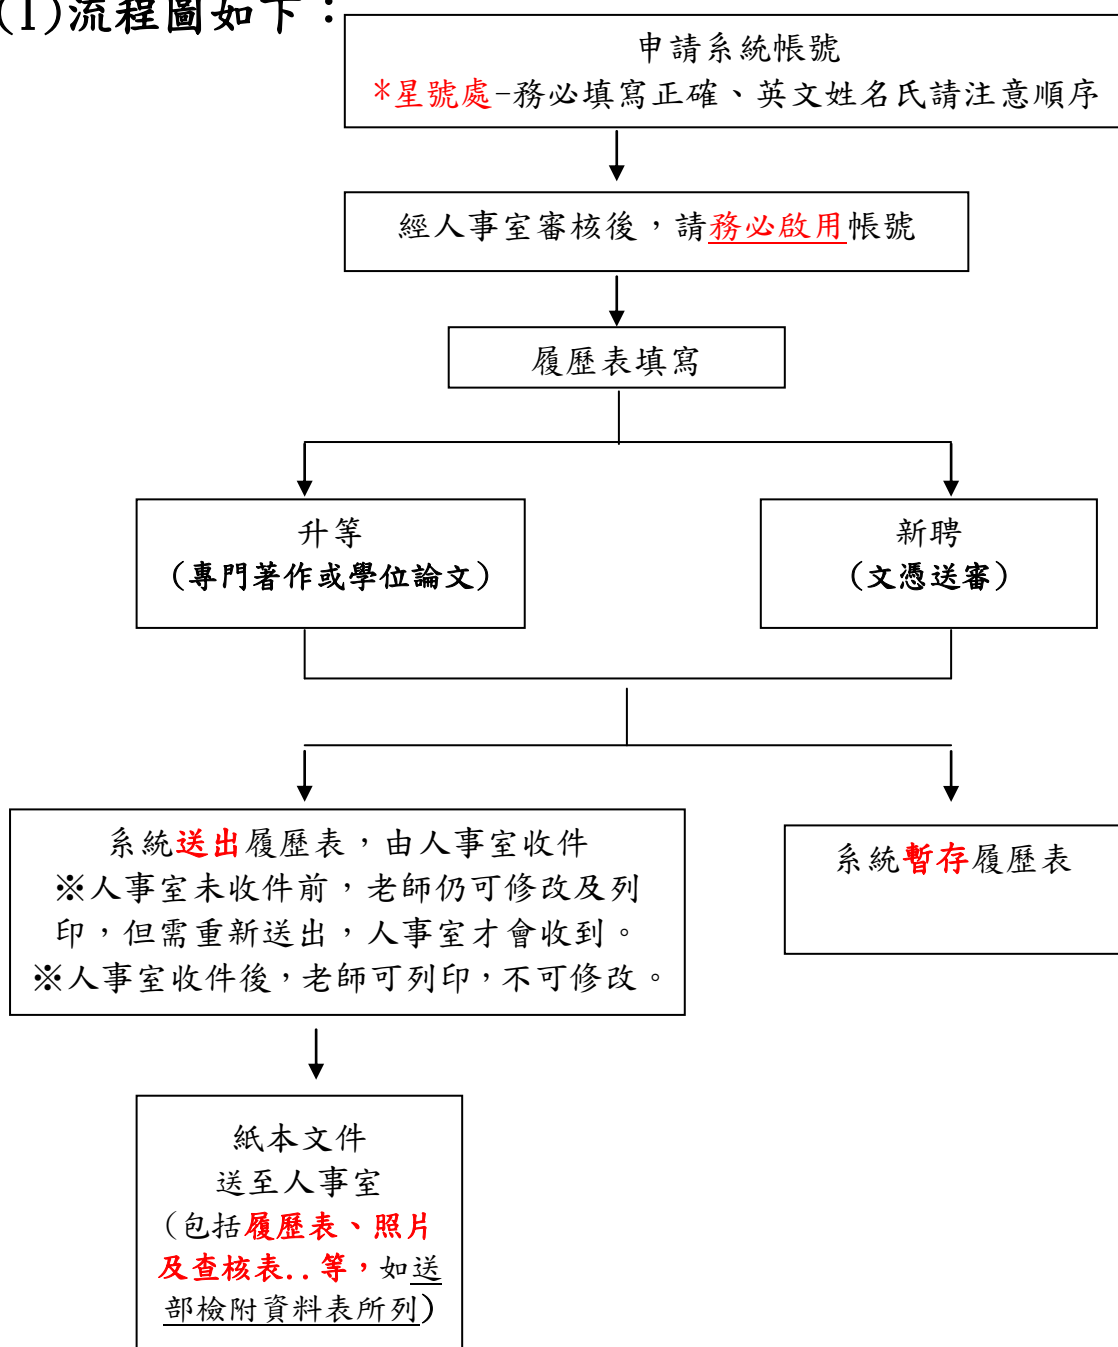 (1)流程圖如下：
申請系統帳號
*星號處-務必填寫正確、英文姓名氏請注意順序
經人事室審核後，請務必啟用帳號
履歷表填寫
升等
(專門著作或學位論文)
新聘
(文憑送審)
系統送出履歷表，由人事室收件
※人事室未收件前，老師仍可修改及列
印，但需重新送出，人事室才會收到。
※人事室收件後，老師可列印，不可修改。
系統暫存履歷表
紙本文件
送至人事室
(包括履歷表、照片
及查核表..等，如送
部檢附資料表所列)